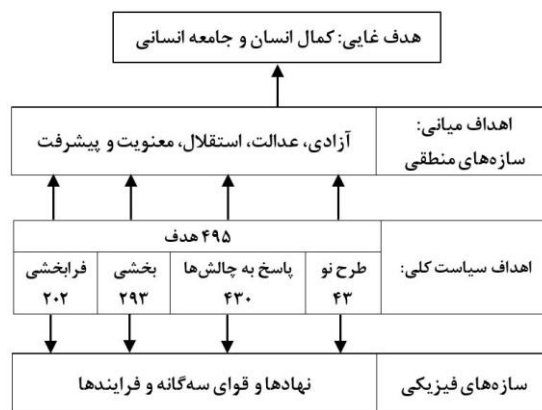 هدف غایی: کمال انسان و جامعه انسانی
اهداف میانی:
سازه‌های منطقی
آزادی، عدالت، استقلال، معنویت و پیشرفت
اهداف سیاست کلی:
۴۹۵ هدف
طرح نو
۴۳
پاسخ به چالش‌ها
۴۳۰
بخشی
۲۹۳
فرابخشی
۲۰۲
سازه‌های فیزیکی
نهادها و قوای سه‌گانه و فرایندها